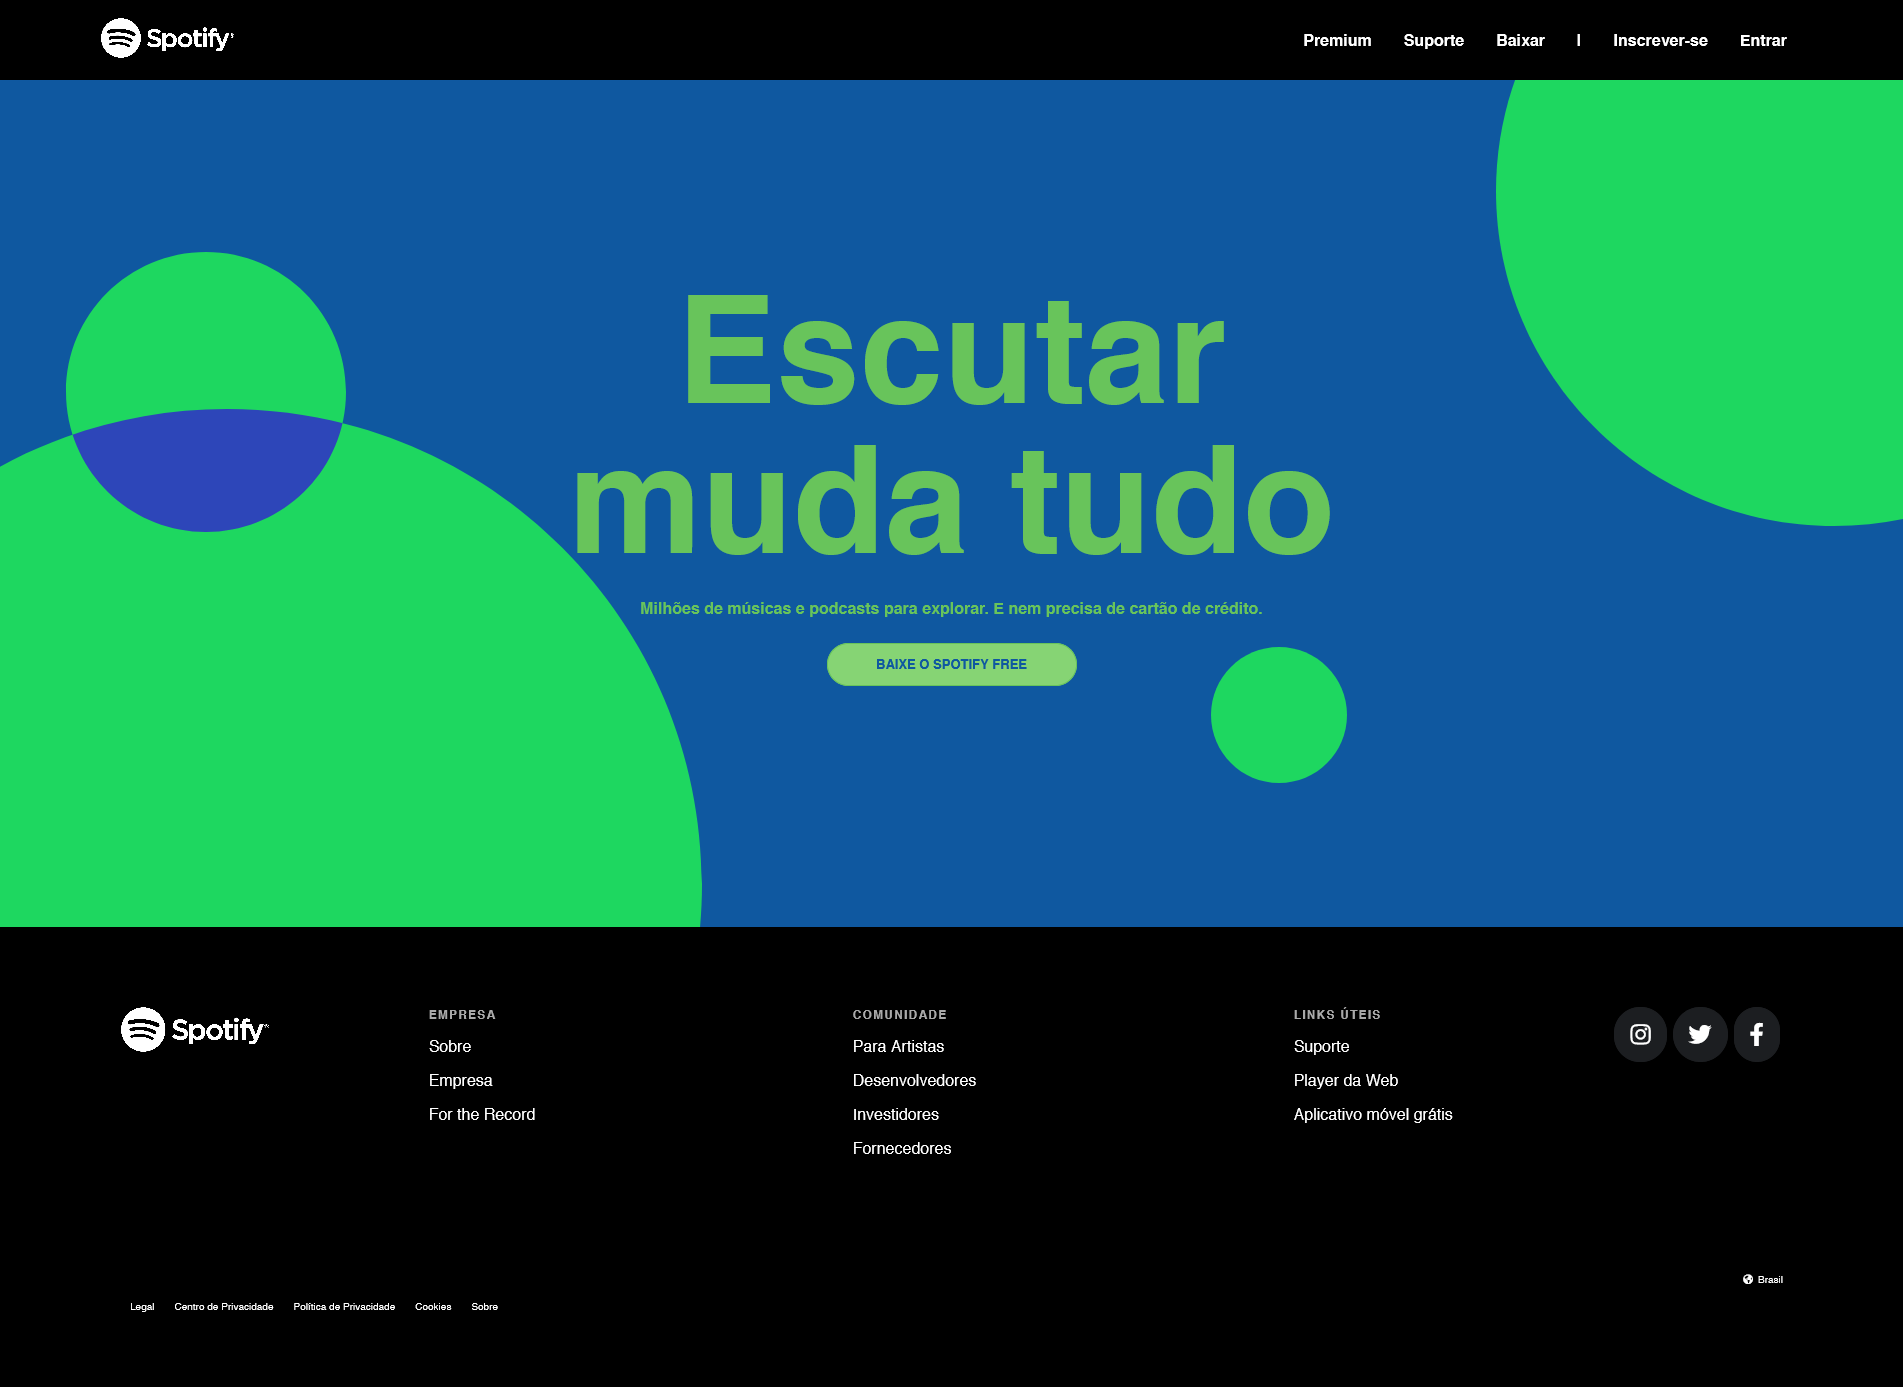 Spotify
Premium Suporte Baixar | Inscrever-se Entrar
Escutar
muda tudo
Milhões de músicas e podcasts para explorar. E nem precisa de cartão de crédito.
BAIXE O SPOTIFY FREE
Spotify
EMPRESA
Sobre
Empresa
For the Record
COMUNIDADE
Para Artistas
Desenvolvedores
Investidores
Fornecedores
LINKS ÚTEIS
Suporte
Player da Web
Aplicativo móvel grátis
Brasil
Legal Centro de Privacidade Política de Privacidade Cookies Sobre